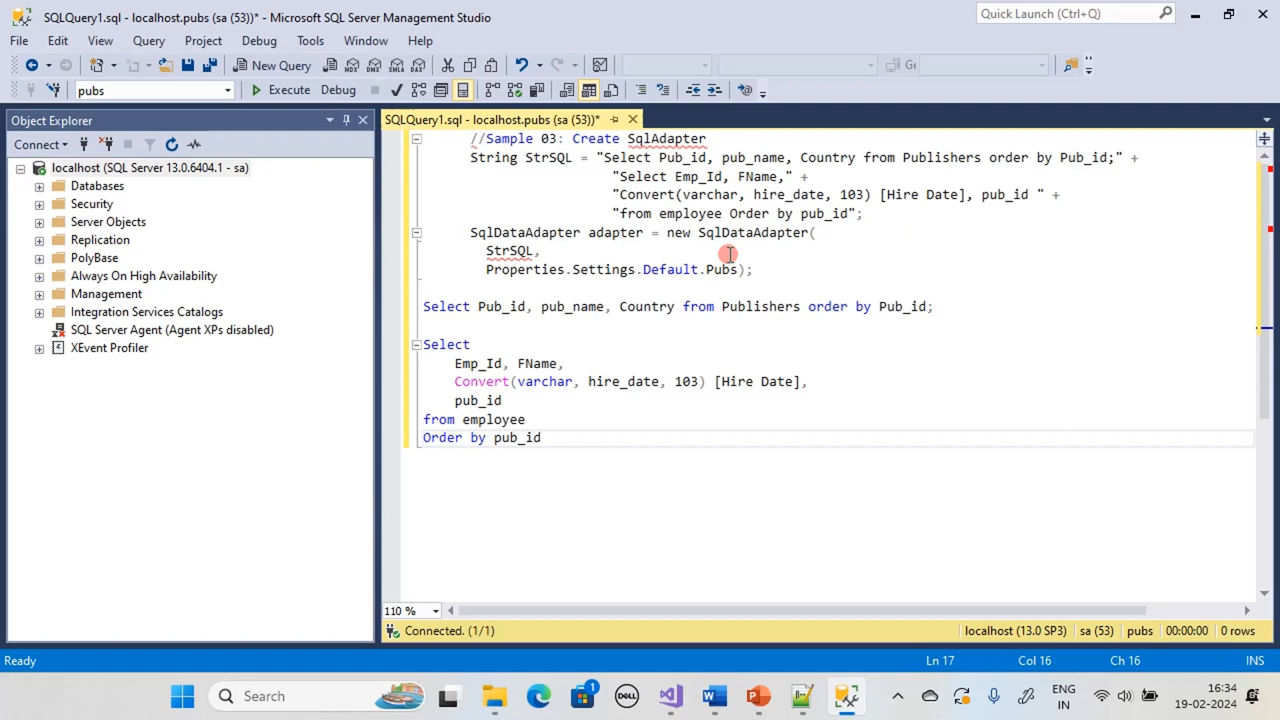 SQLQuery1.sql - localhost.pubs (sa (53))* - Microsoft SQL Server Management Studio
Quick Launch (Ctrl+Q)
File Edit View Query Project Debug Tools Window Help
New Query MDX DMX XMLA DAX
pubs Execute Debug
Object Explorer
SQLQuery1.sql - localhost.pubs (sa (53))*
Connect
localhost (SQL Server 13.0.6404.1 - sa)
Databases
Security
Server Objects
Replication
PolyBase
Always On High Availability
Management
Integration Services Catalogs
SQL Server Agent (Agent XPs disabled)
XEvent Profiler
//Sample 03: Create SqlAdapter
String StrSQL = "Select Pub_id, pub_name, Country from Publishers order by Pub_id;" +
"Select Emp_Id, FName," +
"Convert(varchar, hire_date, 103) [Hire Date], pub_id " +
"from employee Order by pub_id";
SqlDataAdapter adapter = new SqlDataAdapter(
StrSQL,
Properties.Settings.Default.Pubs);
Select Pub_id, pub_name, Country from Publishers order by Pub_id;
Select
Emp_Id, FName,
Convert(varchar, hire_date, 103) [Hire Date],
pub_id
from employee
Order by pub_id
110 %
Connected. (1/1)
localhost (13.0 SP3) sa (53) pubs 00:00:00 0 rows
Ready Ln 17 Col 16 Ch 16 INS
Search
1
DELL
ENG
IN
16:34
19-02-2024